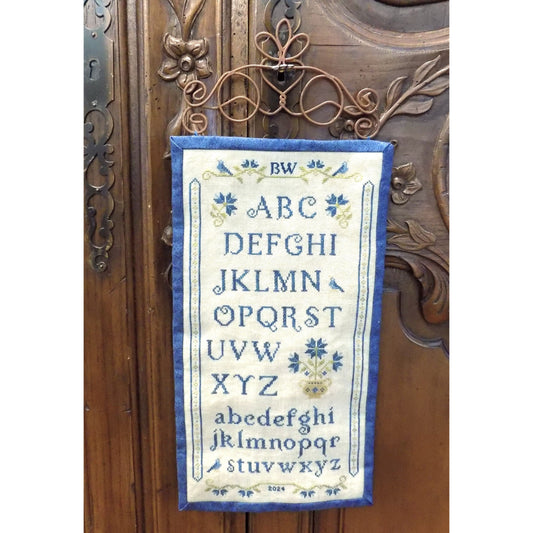 BW
ABC
DEFGHI
JKLMN
OPQRST
UVW
XYZ
abcdefghi
jklmnopqr
stuvwxyz
2024